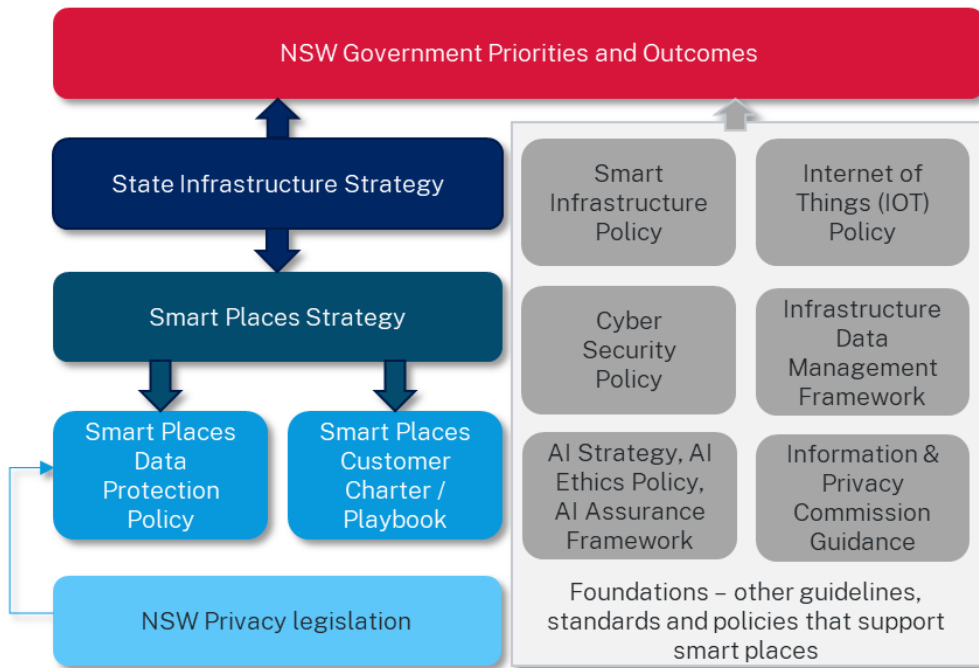 NSW Government Priorities and Outcomes
State Infrastructure Strategy
Smart Places Strategy
Smart Places
Data
Protection
Policy
Smart Places
Customer
Charter /
Playbook
NSW Privacy legislation
Smart
Infrastructure
Policy
Internet of
Things (IOT)
Policy
Cyber
Security
Policy
Infrastructure
Data
Management
Framework
AI Strategy, AI
Ethics Policy,
AI Assurance
Framework
Information &
Privacy
Commission
Guidance
Foundations – other guidelines,
standards and policies that support
smart places